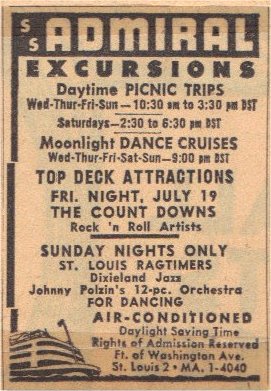 SS ADMIRAL
EXCURSIONS
Daytime PICNIC TRIPS
Wed-Thur-Fri-Sun—10:30 am to 3:30 pm DST
Saturdays—2:30 to 6:30 pm DST
Moonlight DANCE CRUISES
Wed-Thur-Fri-Sat-Sun—9:00 pm DST
TOP DECK ATTRACTIONS
FRI. NIGHT, JULY 19
THE COUNT DOWNS
Rock 'n Roll Artists
SUNDAY NIGHTS ONLY
ST. LOUIS RAGTIMERS
Dixieland Jazz
Johnny Polzin's 12-pc. Orchestra
FOR DANCING
AIR-CONDITIONED
Daylight Saving Time
Rights of Admission Reserved
Ft. of Washington Ave.
St. Louis 2 • MA. 1-4040